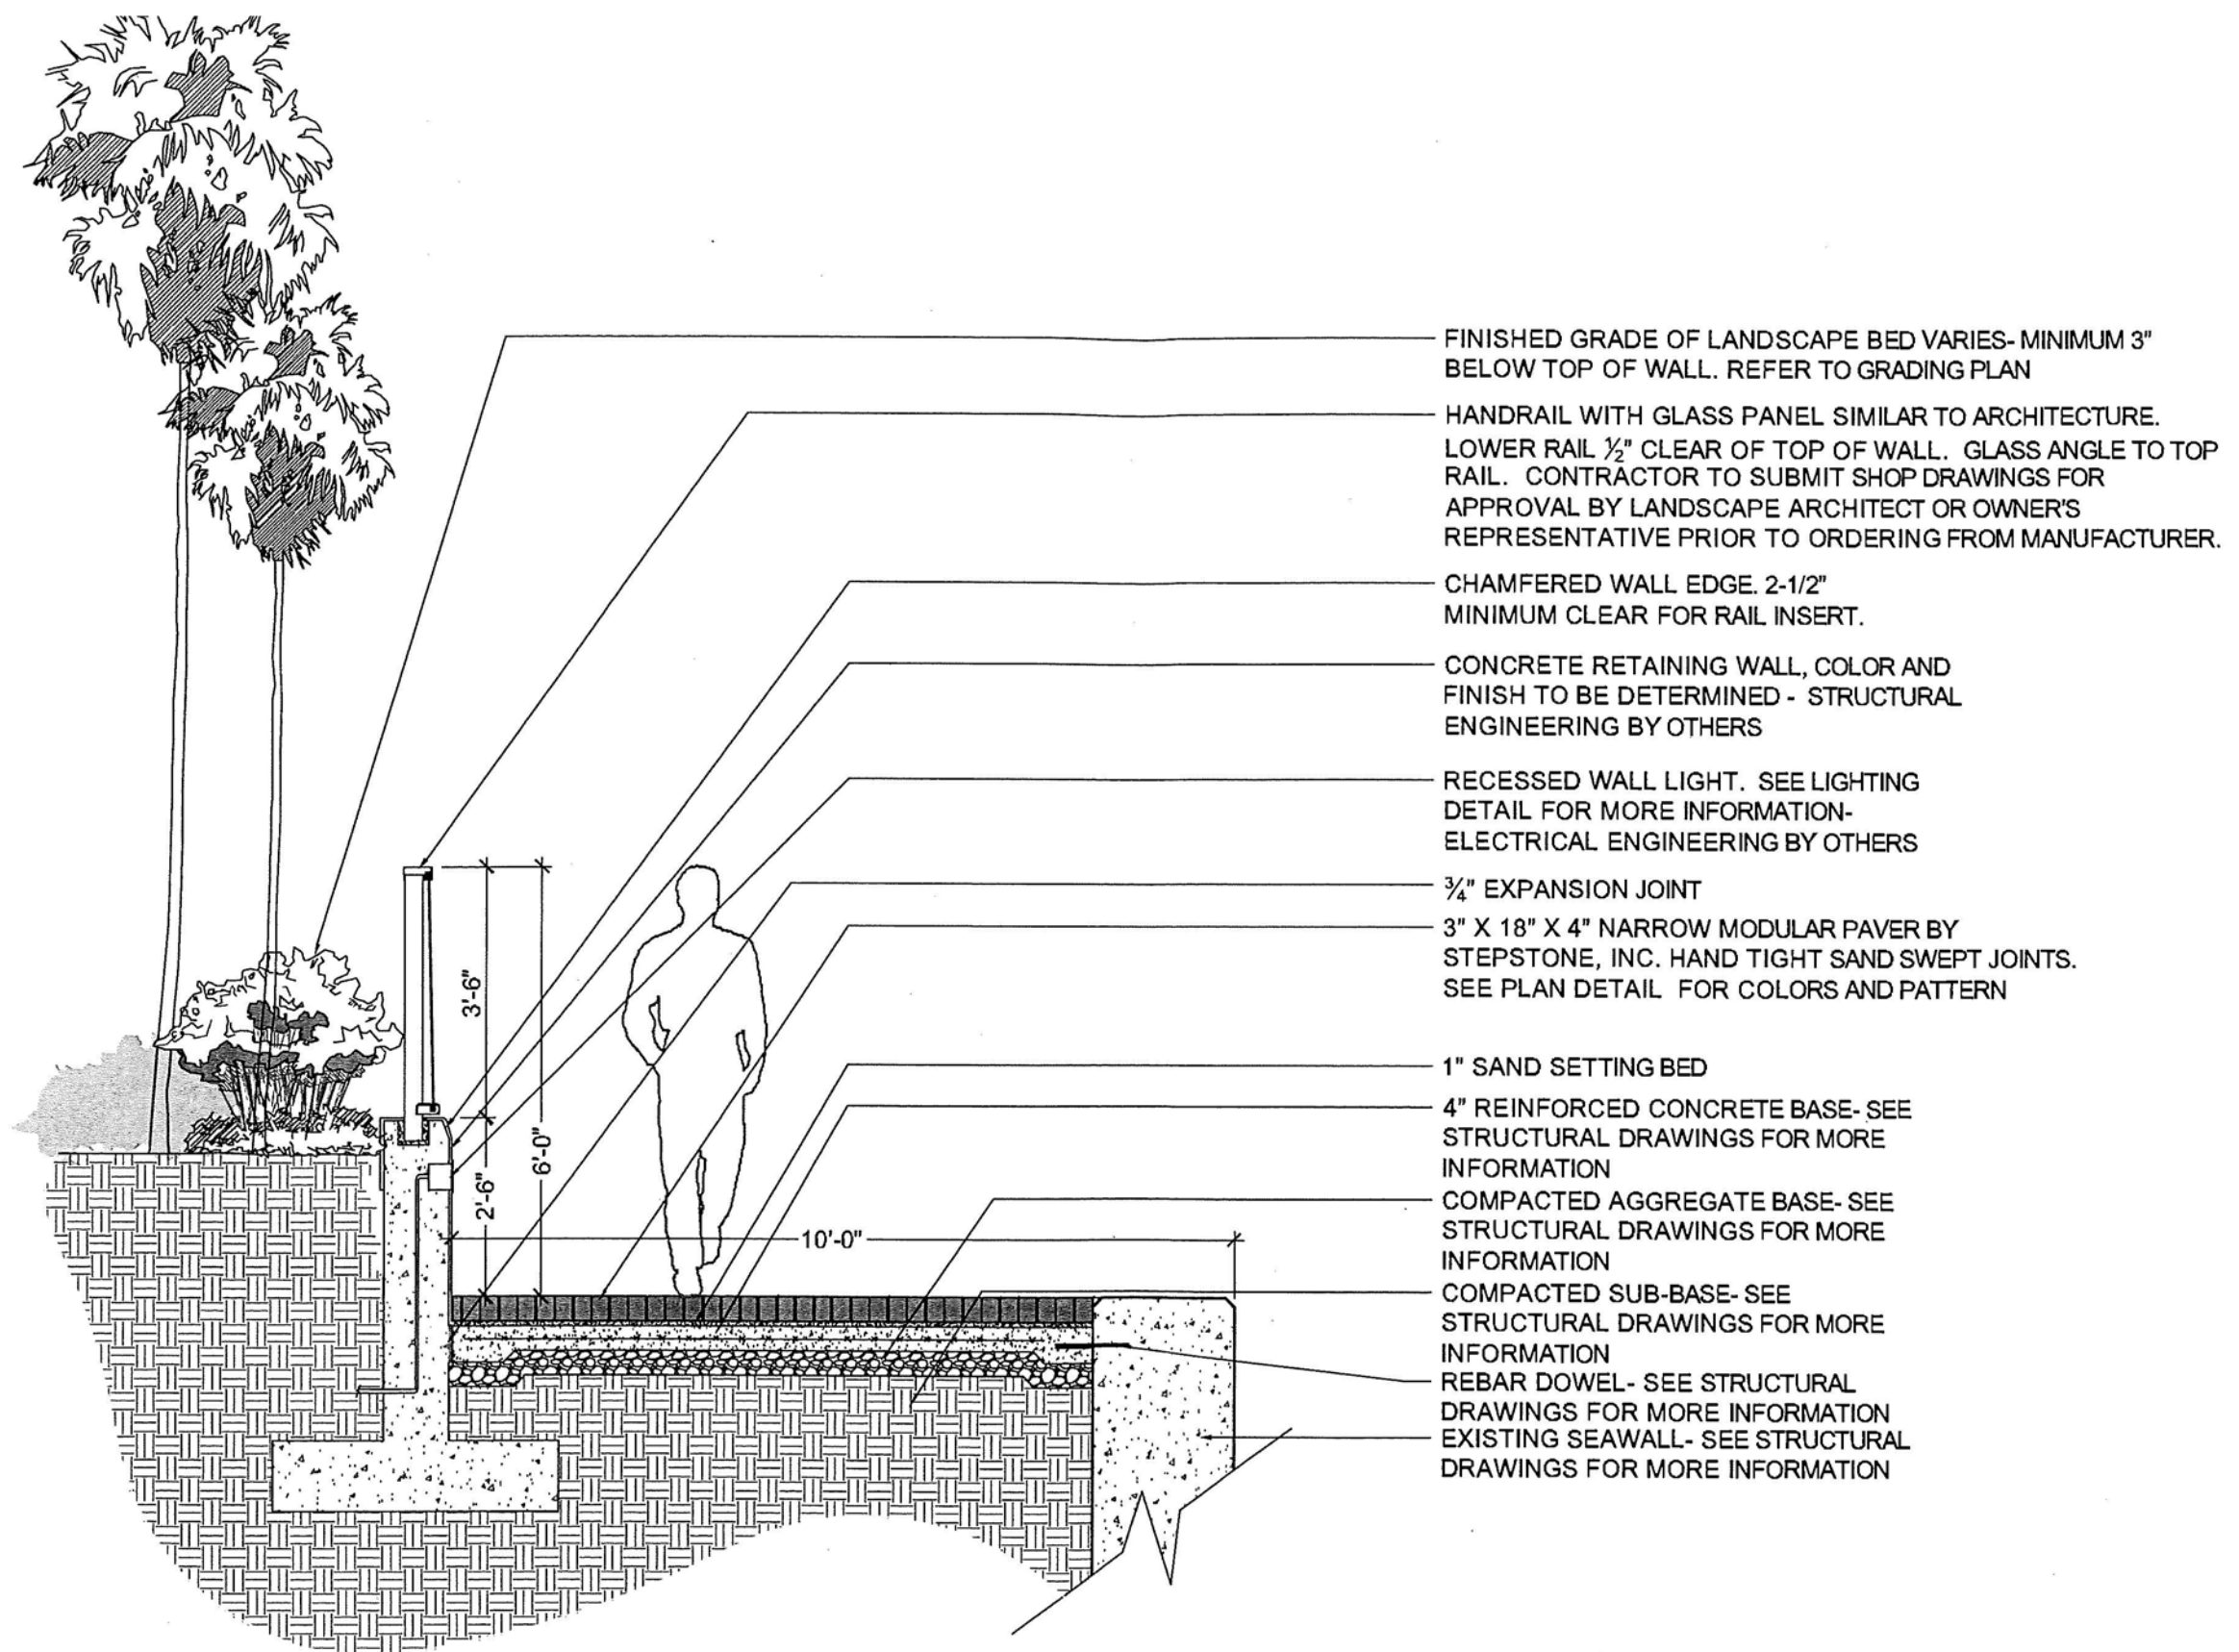 FINISHED GRADE OF LANDSCAPE BED VARIES- MINIMUM 3"
BELOW TOP OF WALL. REFER TO GRADING PLAN
HANDRAIL WITH GLASS PANEL SIMILAR TO ARCHITECTURE.
LOWER RAIL ½" CLEAR OF TOP OF WALL. GLASS ANGLE TO TOP
RAIL. CONTRACTOR TO SUBMIT SHOP DRAWINGS FOR
APPROVAL BY LANDSCAPE ARCHITECT OR OWNER'S
REPRESENTATIVE PRIOR TO ORDERING FROM MANUFACTURER.
CHAMFERED WALL EDGE. 2-1/2"
MINIMUM CLEAR FOR RAIL INSERT.
CONCRETE RETAINING WALL, COLOR AND
FINISH TO BE DETERMINED - STRUCTURAL
ENGINEERING BY OTHERS
RECESSED WALL LIGHT. SEE LIGHTING
DETAIL FOR MORE INFORMATION-
ELECTRICAL ENGINEERING BY OTHERS
¾" EXPANSION JOINT
3" X 18" X 4" NARROW MODULAR PAVER BY
STEPSTONE, INC. HAND TIGHT SAND SWEPT JOINTS.
SEE PLAN DETAIL FOR COLORS AND PATTERN
1" SAND SETTING BED
4" REINFORCED CONCRETE BASE- SEE
STRUCTURAL DRAWINGS FOR MORE
INFORMATION
COMPACTED AGGREGATE BASE- SEE
STRUCTURAL DRAWINGS FOR MORE
INFORMATION
COMPACTED SUB-BASE- SEE
STRUCTURAL DRAWINGS FOR MORE
INFORMATION
REBAR DOWEL- SEE STRUCTURAL
DRAWINGS FOR MORE INFORMATION
EXISTING SEAWALL- SEE STRUCTURAL
DRAWINGS FOR MORE INFORMATION
3'-6"
2'-6"
6'-0"
10'-0"